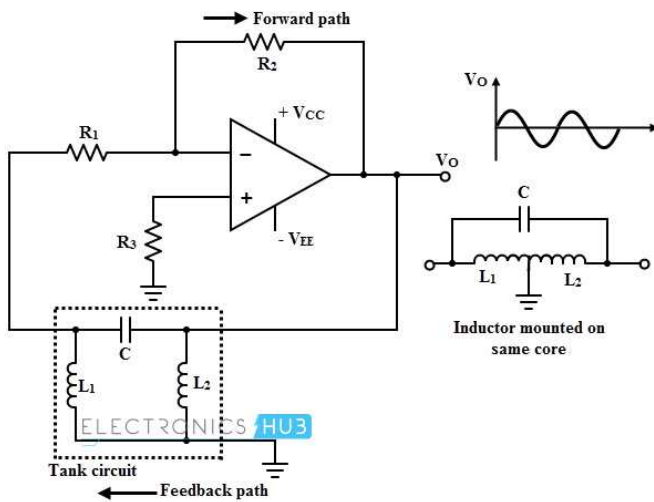 Forward path
R2
VO
+ VCC
R1
−
VO
+
C
R3
- VEE
L1
L2
C
Inductor mounted on
same core
L1
L2
ELECTRONICS HUB
Tank circuit
Feedback path